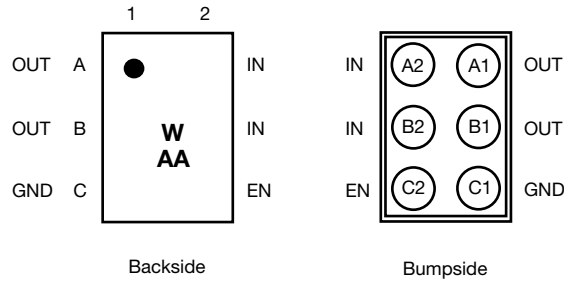 1 2
OUT A IN IN A2 A1 OUT
OUT B W IN IN B2 B1 OUT
AA
GND C EN EN C2 C1 GND
Backside Bumpside